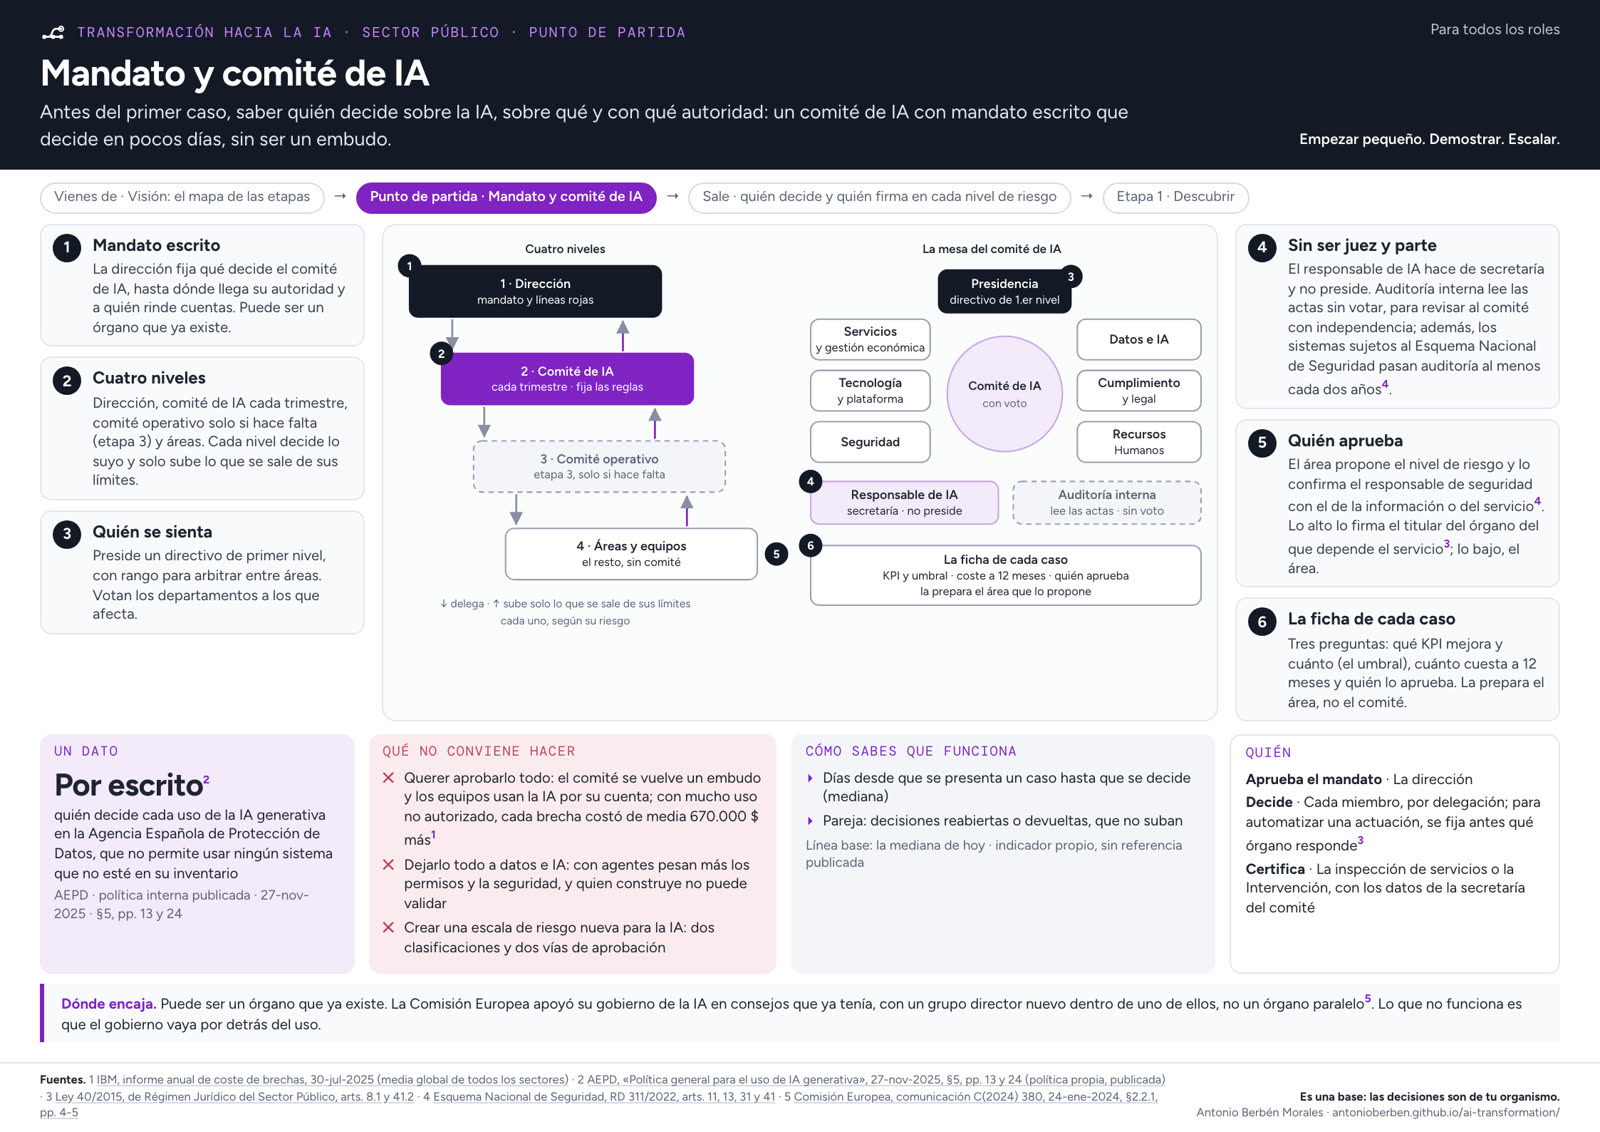 TRANSFORMACIÓN HACIA LA IA · SECTOR PÚBLICO · PUNTO DE PARTIDA
Para todos los roles
Mandato y comité de IA
Antes del primer caso, saber quién decide sobre la IA, sobre qué y con qué autoridad: un comité de IA con mandato escrito que
decide en pocos días, sin ser un embudo.
Empezar pequeño. Demostrar. Escalar.
Vienes de · Visión: el mapa de las etapas → Punto de partida · Mandato y comité de IA → Sale · quién decide y quién firma en cada nivel de riesgo → Etapa 1 · Descubrir
1 Mandato escrito
La dirección fija qué decide el comité
de IA, hasta dónde llega su autoridad y
a quién rinde cuentas. Puede ser un
órgano que ya existe.
2 Cuatro niveles
Dirección, comité de IA cada trimestre,
comité operativo solo si hace falta
(etapa 3) y áreas. Cada nivel decide lo
suyo y solo sube lo que se sale de sus
límites.
3 Quién se sienta
Preside un directivo de primer nivel,
con rango para arbitrar entre áreas.
Votan los departamentos a los que
afecta.
Cuatro niveles
1
1 · Dirección
mandato y líneas rojas
2
2 · Comité de IA
cada trimestre · fija las reglas
3 · Comité operativo
etapa 3, solo si hace falta
4 · Áreas y equipos
el resto, sin comité
5
↓ delega · ↑ sube solo lo que se sale de sus límites
cada uno, según su riesgo
La mesa del comité de IA
3
Presidencia
directivo de 1.er nivel
Servicios
y gestión económica
Datos e IA
Tecnología
y plataforma
Comité de IA
con voto
Cumplimiento
y legal
Seguridad
Recursos
Humanos
4
Responsable de IA
secretaría · no preside
Auditoría interna
lee las actas · sin voto
6
La ficha de cada caso
KPI y umbral · coste a 12 meses · quién aprueba
la prepara el área que lo propone
4 Sin ser juez y parte
El responsable de IA hace de secretaría
y no preside. Auditoría interna lee las
actas sin votar, para revisar al comité
con independencia; además, los
sistemas sujetos al Esquema Nacional
de Seguridad pasan auditoría al menos
cada dos años4.
5 Quién aprueba
El área propone el nivel de riesgo y lo
confirma el responsable de seguridad
con el de la información o del servicio4.
Lo alto lo firma el titular del órgano del
que depende el servicio3; lo bajo, el
área.
6 La ficha de cada caso
Tres preguntas: qué KPI mejora y
cuánto (el umbral), cuánto cuesta a 12
meses y quién lo aprueba. La prepara el
área, no el comité.
UN DATO
Por escrito2
quién decide cada uso de la IA generativa
en la Agencia Española de Protección de
Datos, que no permite usar ningún sistema
que no esté en su inventario
AEPD · política interna publicada · 27-nov-
2025 · §5, pp. 13 y 24
QUÉ NO CONVIENE HACER
✕ Querer aprobarlo todo: el comité se vuelve un embudo
y los equipos usan la IA por su cuenta; con mucho uso
no autorizado, cada brecha costó de media 670.000 $
más1
✕ Dejarlo todo a datos e IA: con agentes pesan más los
permisos y la seguridad, y quien construye no puede
validar
✕ Crear una escala de riesgo nueva para la IA: dos
clasificaciones y dos vías de aprobación
CÓMO SABES QUE FUNCIONA
Días desde que se presenta un caso hasta que se decide
(mediana)
Pareja: decisiones reabiertas o devueltas, que no suban
Línea base: la mediana de hoy · indicador propio, sin referencia
publicada
QUIÉN
Aprueba el mandato · La dirección
Decide · Cada miembro, por delegación; para
automatizar una actuación, se fija antes qué
órgano responde3
Certifica · La inspección de servicios o la
Intervención, con los datos de la secretaría
del comité
Dónde encaja. Puede ser un órgano que ya existe. La Comisión Europea apoyó su gobierno de la IA en consejos que ya tenía, con un grupo director nuevo dentro de uno de ellos, no un órgano paralelo5. Lo que no funciona es
que el gobierno vaya por detrás del uso.
Fuentes. 1 IBM, informe anual de coste de brechas, 30-jul-2025 (media global de todos los sectores) · 2 AEPD, «Política general para el uso de IA generativa», 27-nov-2025, §5, pp. 13 y 24 (política propia, publicada)
· 3 Ley 40/2015, de Régimen Jurídico del Sector Público, arts. 8.1 y 41.2 · 4 Esquema Nacional de Seguridad, RD 311/2022, arts. 11, 13, 31 y 41 · 5 Comisión Europea, comunicación C(2024) 380, 24-ene-2024, §2.2.1,
pp. 4-5
Es una base: las decisiones son de tu organismo.
Antonio Berbén Morales · antonioberben.github.io/ai-transformation/